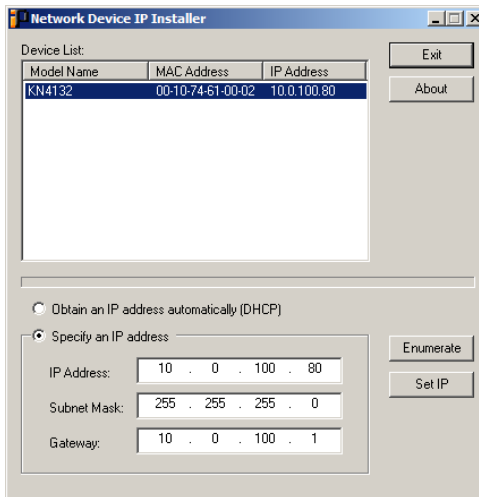 Network Device IP Installer
Device List:
Exit
Model Name MAC Address IP Address
KN4132 00-10-74-61-00-02 10.0.100.80
About
Obtain an IP address automatically (DHCP)
Specify an IP address
Enumerate
IP Address: 10 . 0 . 100 . 80
Set IP
Subnet Mask: 255 . 255 . 255 . 0
Gateway: 10 . 0 . 100 . 1